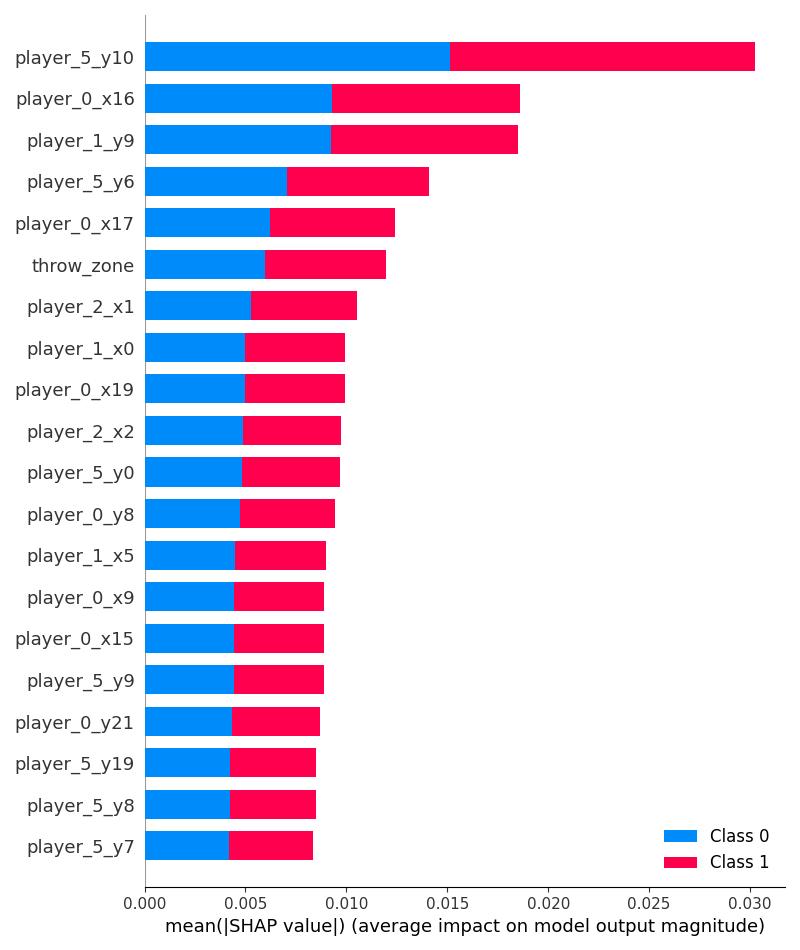 player_5_y10
player_0_x16
player_1_y9
player_5_y6
player_0_x17
throw_zone
player_2_x1
player_1_x0
player_0_x19
player_2_x2
player_5_y0
player_0_y8
player_1_x5
player_0_x9
player_0_x15
player_5_y9
player_0_y21
player_5_y19
player_5_y8
player_5_y7
Class 0
Class 1
0.000 0.005 0.010 0.015 0.020 0.025 0.030
mean(|SHAP value|) (average impact on model output magnitude)